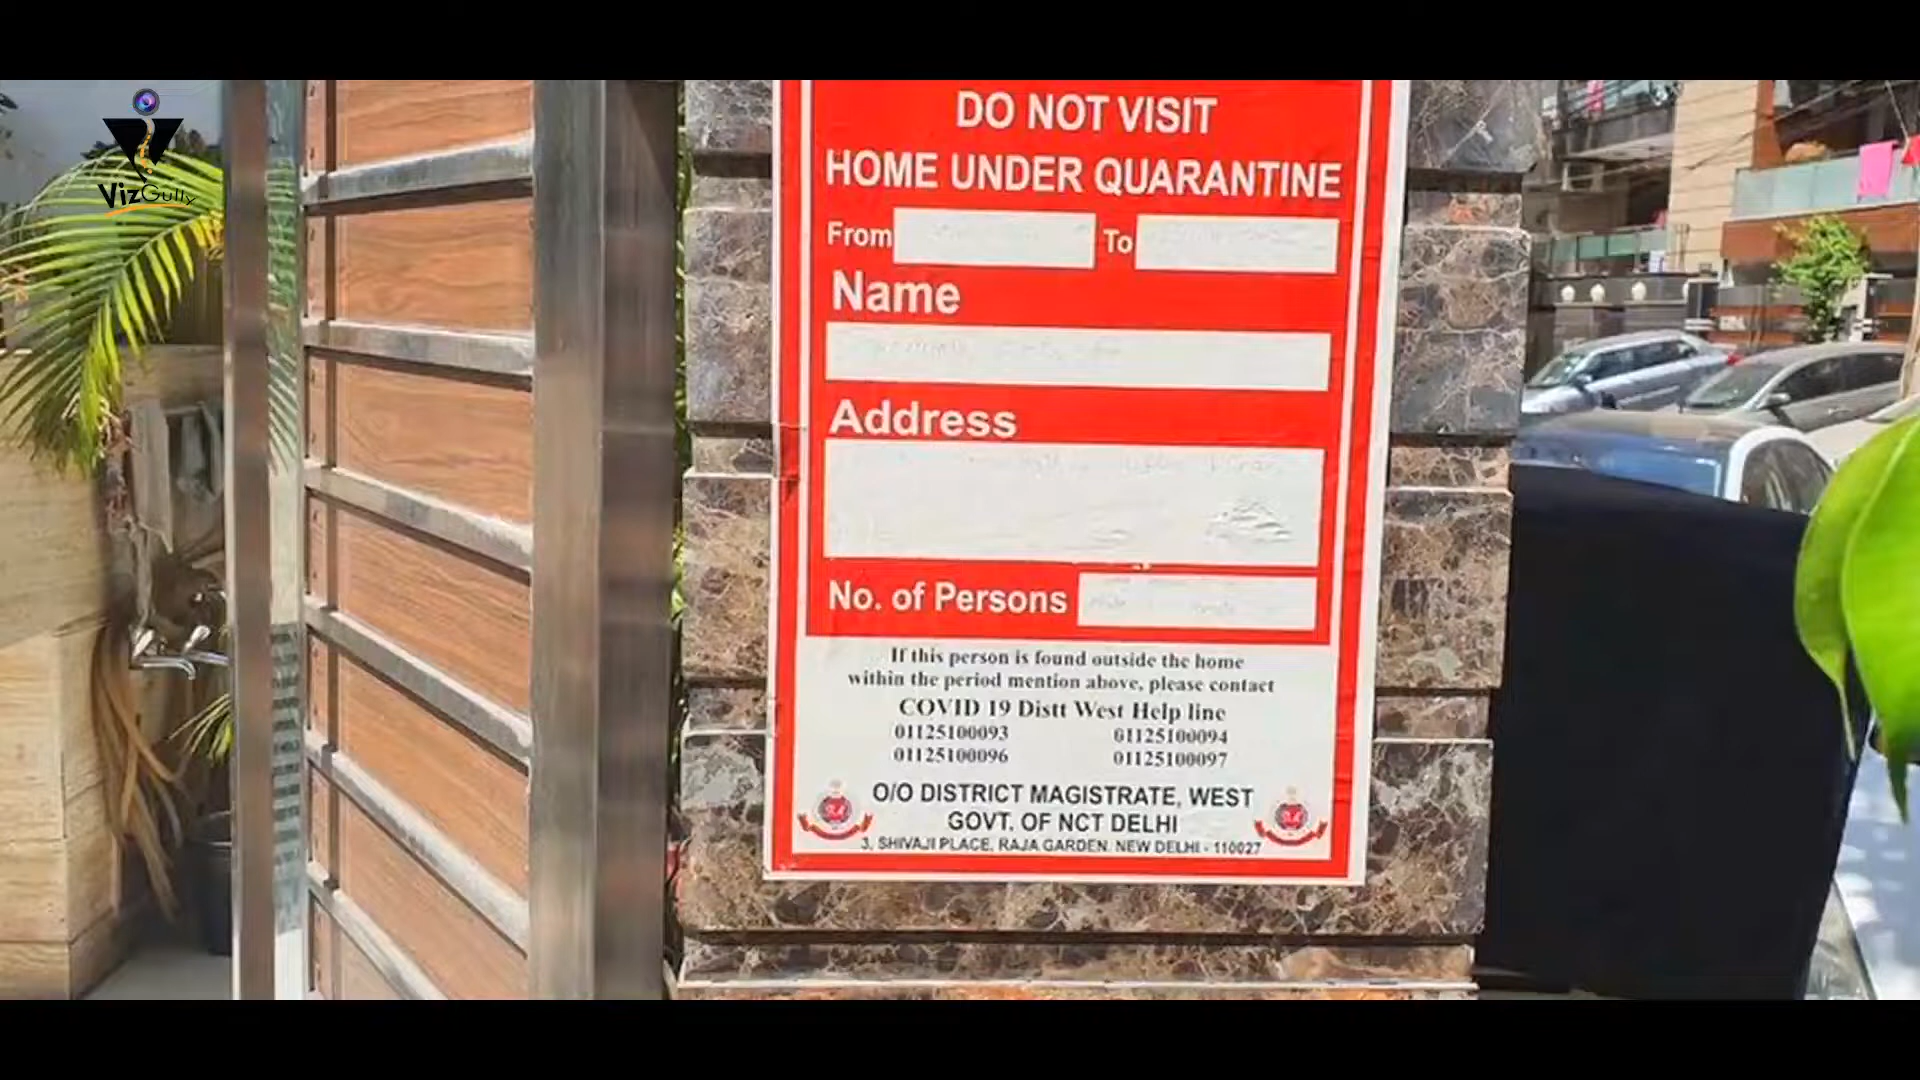 VizGully
DO NOT VISIT
HOME UNDER QUARANTINE
From To
Name
Address
No. of Persons
If this person is found outside the home
within the period mention above, please contact
COVID 19 Distt West Help line
01125100093 01125100094
01125100096 01125100097
O/O DISTRICT MAGISTRATE, WEST
GOVT. OF NCT DELHI
3, SHIVAJI PLACE, RAJA GARDEN, NEW DELHI - 110027